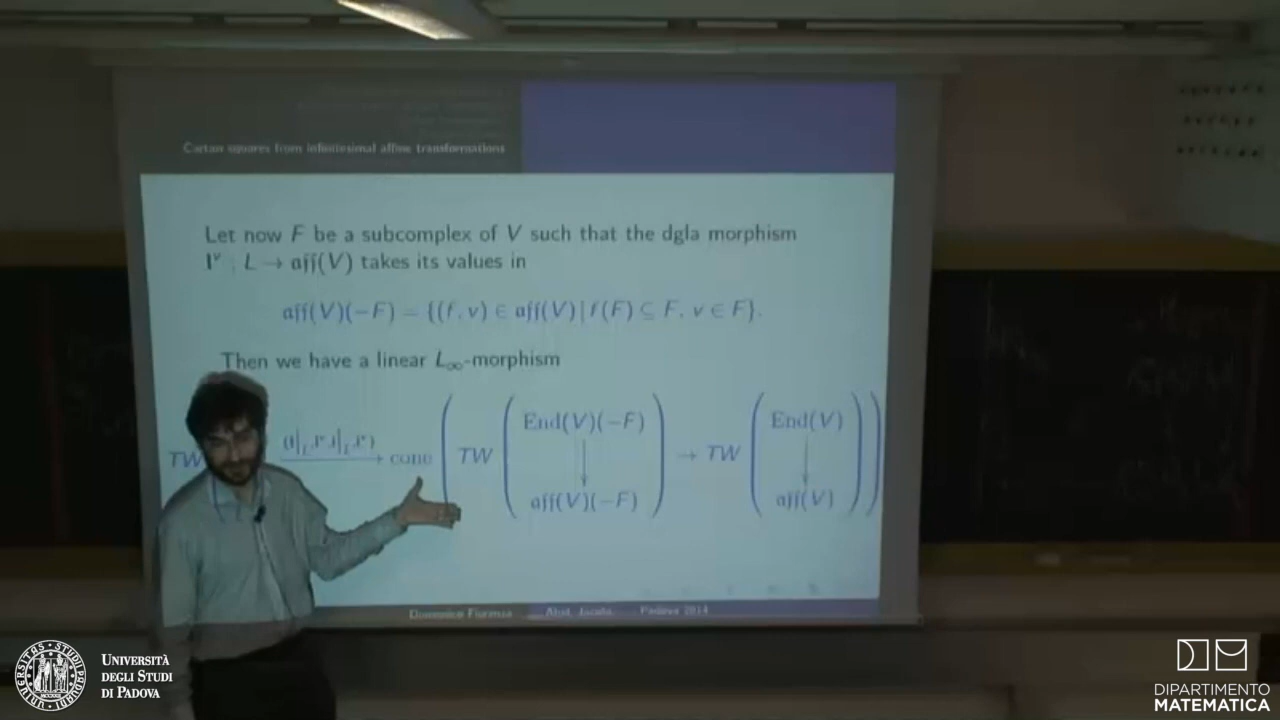 Cartan squares from infinitesimal affine transformations
Let now F be a subcomplex of V such that the dgla morphism
lᵛ : L → aff(V) takes its values in
aff(V)(−F) = {(f, v) ∈ aff(V) | f(F) ⊆ F, v ∈ F}.
Then we have a linear L∞-morphism
TW
cone ( TW ( End(V)(−F) ↓ aff(V)(−F) ) → TW ( End(V) ↓ aff(V) ) )
Domenico Fiorenza Padova 2014
UNIVERSITÀ
DEGLI STUDI
DI PADOVA
DIPARTIMENTO
MATEMATICA